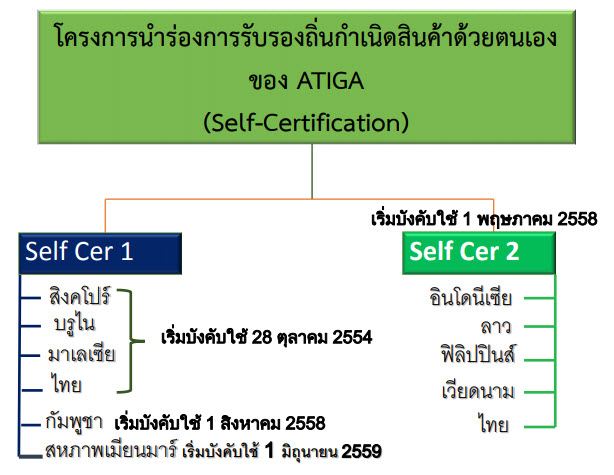 โครงการนำร่องการรับรองถิ่นกำเนิดสินค้าด้วยตนเอง
ของ ATIGA
(Self-Certification)
เริ่มบังคับใช้ 1 พฤษภาคม 2558
Self Cer 1
สิงคโปร์
บรูไน
มาเลเซีย
ไทย
เริ่มบังคับใช้ 28 ตุลาคม 2554
กัมพูชา เริ่มบังคับใช้ 1 สิงหาคม 2558
สหภาพเมียนมาร์ เริ่มบังคับใช้ 1 มิถุนายน 2559
Self Cer 2
อินโดนีเซีย
ลาว
ฟิลิปปินส์
เวียดนาม
ไทย